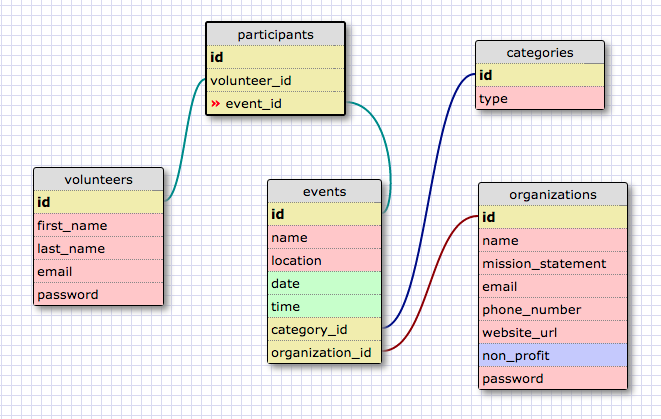 participants
id
volunteer_id
» event_id
categories
id
type
volunteers
id
first_name
last_name
email
password
events
id
name
location
date
time
category_id
organization_id
organizations
id
name
mission_statement
email
phone_number
website_url
non_profit
password